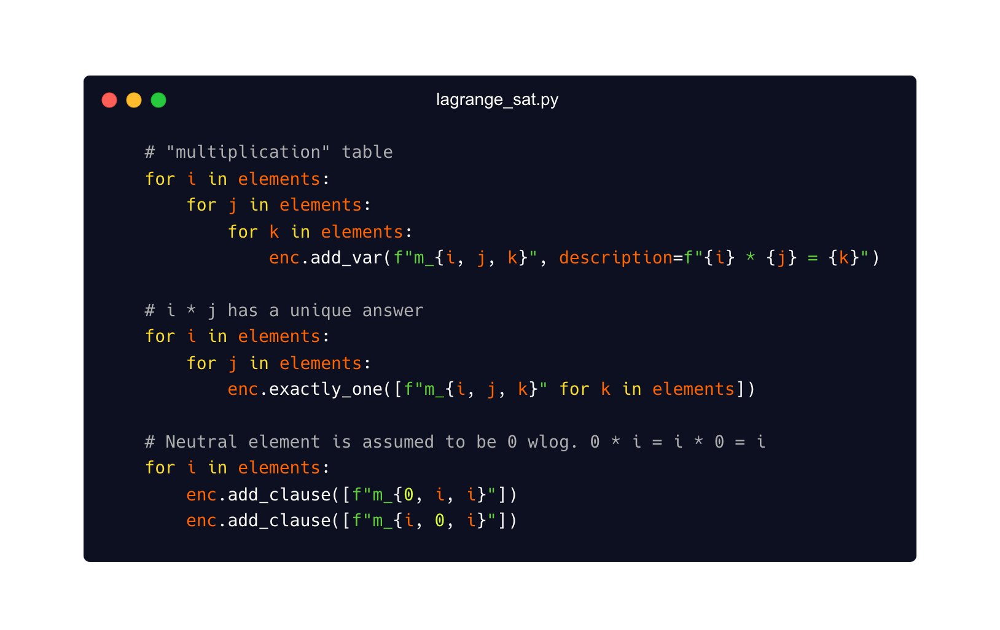 lagrange_sat.py
# "multiplication" table
for i in elements:
    for j in elements:
        for k in elements:
            enc.add_var(f"m_{i, j, k}", description=f"{i} * {j} = {k}")
# i * j has a unique answer
for i in elements:
    for j in elements:
        enc.exactly_one([f"m_{i, j, k}" for k in elements])
# Neutral element is assumed to be 0 wlog. 0 * i = i * 0 = i
for i in elements:
    enc.add_clause([f"m_{0, i, i}"])
    enc.add_clause([f"m_{i, 0, i}"])